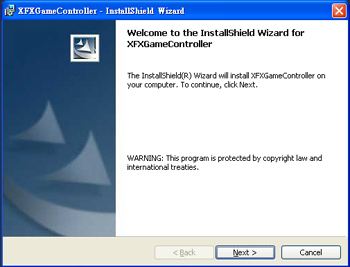 XFXGameController - InstallShield Wizard
Welcome to the InstallShield Wizard for
XFXGameController
The InstallShield(R) Wizard will install XFXGameController on
your computer. To continue, click Next.
WARNING: This program is protected by copyright law and
international treaties.
< Back
Next >
Cancel